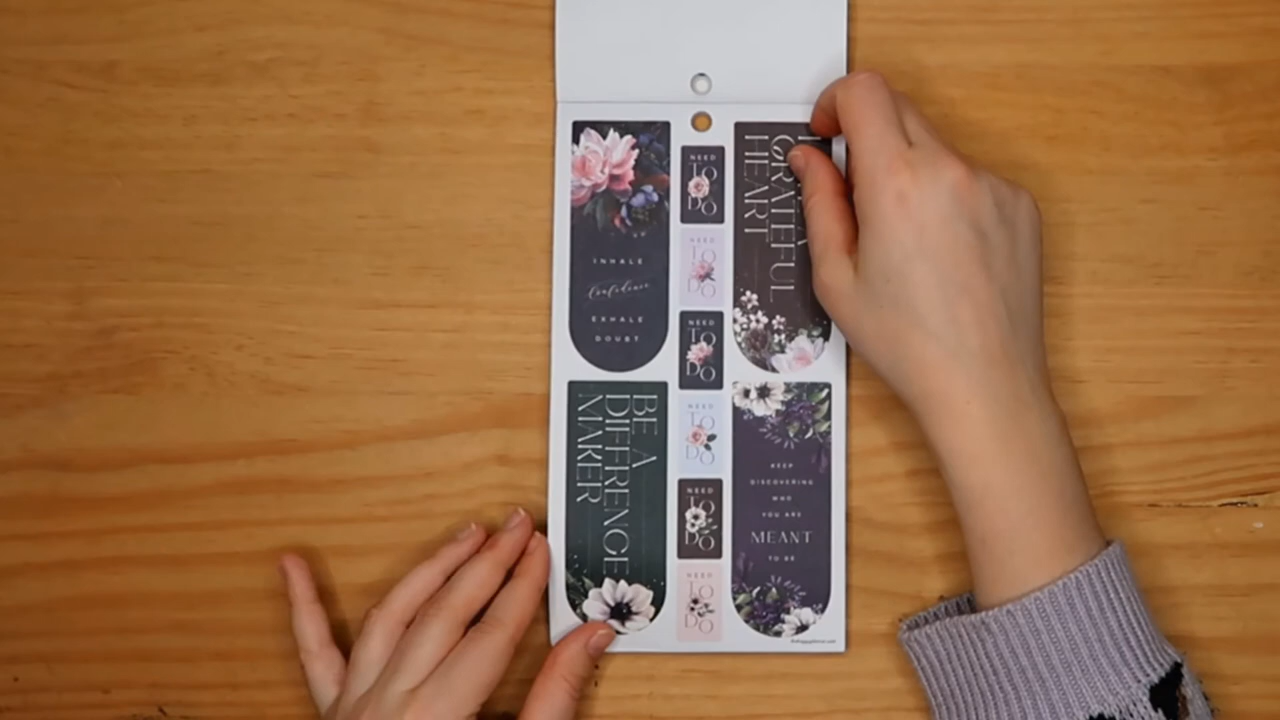 INHALE
Confidence
EXHALE
DOUBT
NEED
TO
DO
NEED
TO
DO
NEED
TO
DO
NEED
TO
DO
NEED
TO
DO
NEED
TO
DO
GRATEFUL
HEART
BE A
DIFFRENCE
MAKER
KEEP
DISCOVERING
WHO
YOU ARE
MEANT
TO BE